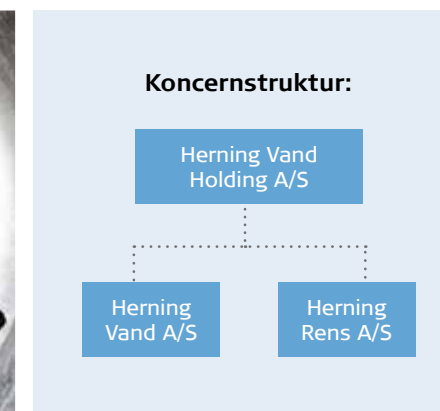 Koncernstruktur:
Herning Vand
Holding A/S
Herning
Vand A/S
Herning
Rens A/S